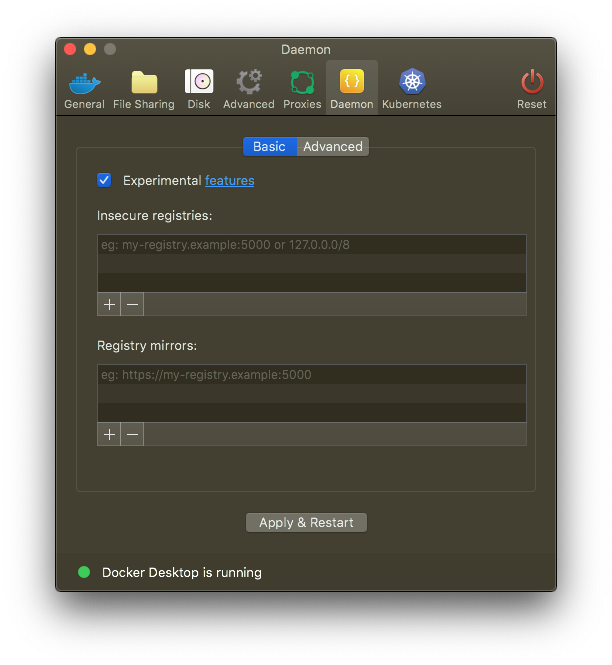 Daemon
General File Sharing Disk Advanced Proxies Daemon Kubernetes Reset
Basic Advanced
Experimental features
Insecure registries:
eg: my-registry.example:5000 or 127.0.0.0/8
Registry mirrors:
eg: https://my-registry.example:5000
Apply & Restart
Docker Desktop is running